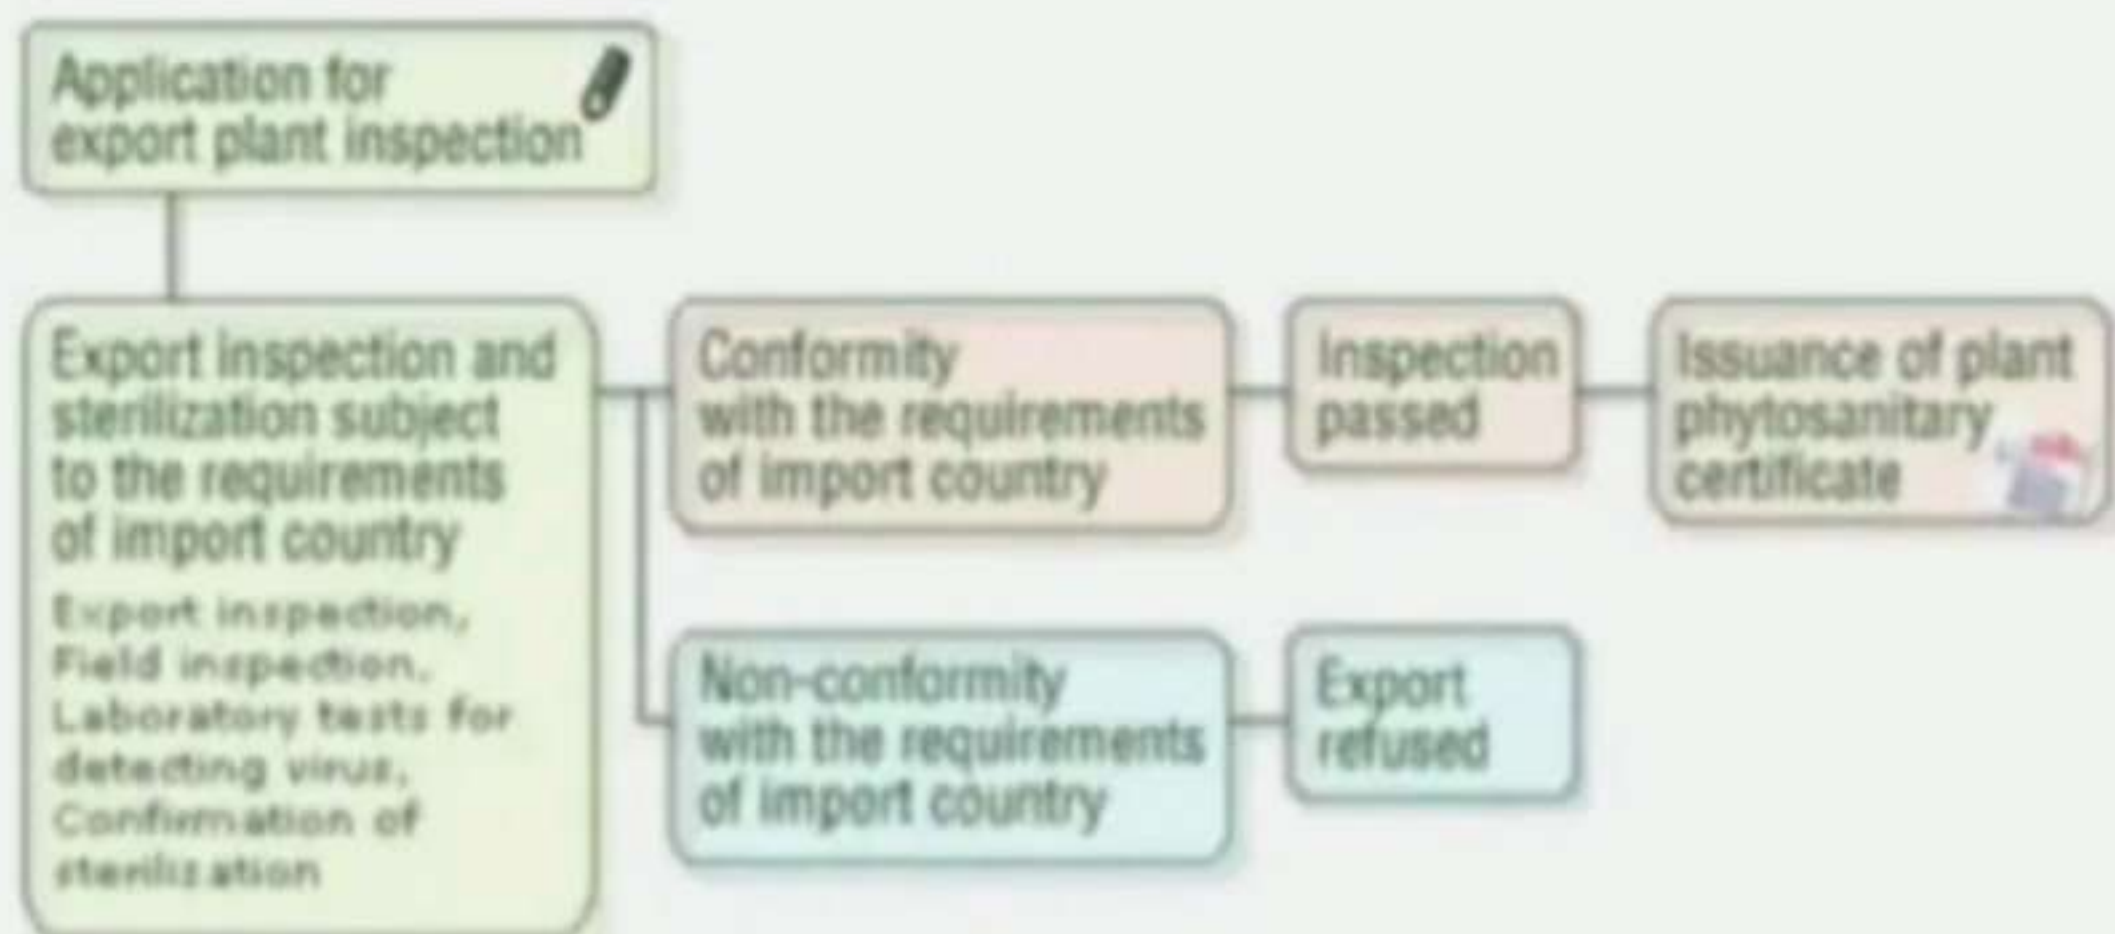 Application for
export plant inspection
Export inspection and
sterilization subject
to the requirements
of import country
Export inspection,
Field inspection,
Laboratory tests for
detecting virus,
Confirmation of
sterilization
Conformity
with the requirements
of import country
Inspection
passed
Issuance of plant
phytosanitary
certificate
Non-conformity
with the requirements
of import country
Export
refused